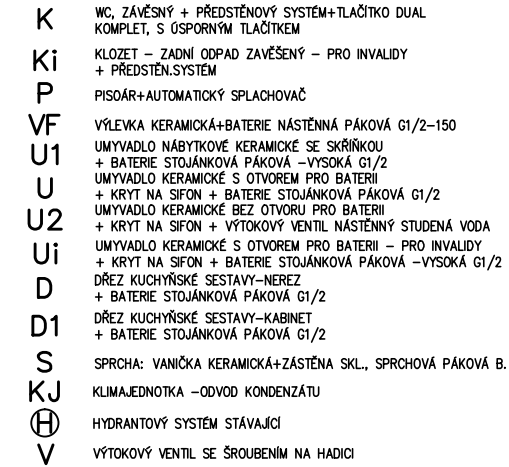 K WC, ZÁVĚSNÝ + PŘEDSTĚNOVÝ SYSTÉM+TLAČÍTKO DUAL
KOMPLET, S ÚSPORNÝM TLAČÍTKEM
Ki KLOZET – ZADNÍ ODPAD ZAVĚŠENÝ – PRO INVALIDY
+ PŘEDSTĚN.SYSTÉM
P PISOÁR+AUTOMATICKÝ SPLACHOVAČ
VF VÝLEVKA KERAMICKÁ+BATERIE NÁSTĚNNÁ PÁKOVÁ G1/2–150
U1 UMYVADLO NÁBYTKOVÉ KERAMICKÉ SE SKŘÍŇKOU
+ BATERIE STOJÁNKOVÁ PÁKOVÁ –VYSOKÁ G1/2
U UMYVADLO KERAMICKÉ S OTVOREM PRO BATERII
+ KRYT NA SIFON + BATERIE STOJÁNKOVÁ PÁKOVÁ G1/2
U2 UMYVADLO KERAMICKÉ BEZ OTVORU PRO BATERII
+ KRYT NA SIFON + VÝTOKOVÝ VENTIL NÁSTĚNNÝ STUDENÁ VODA
Ui UMYVADLO KERAMICKÉ S OTVOREM PRO BATERII – PRO INVALIDY
+ KRYT NA SIFON + BATERIE STOJÁNKOVÁ PÁKOVÁ –VYSOKÁ G1/2
D DŘEZ KUCHYŇSKÉ SESTAVY–NEREZ
+ BATERIE STOJÁNKOVÁ PÁKOVÁ G1/2
D1 DŘEZ KUCHYŇSKÉ SESTAVY–KABINET
+ BATERIE STOJÁNKOVÁ PÁKOVÁ G1/2
S SPRCHA: VANIČKA KERAMICKÁ+ZÁSTĚNA SKL., SPRCHOVÁ PÁKOVÁ B.
KJ KLIMAJEDNOTKA –ODVOD KONDENZÁTU
H HYDRANTOVÝ SYSTÉM STÁVAJÍCÍ
V VÝTOKOVÝ VENTIL SE ŠROUBENÍM NA HADICI